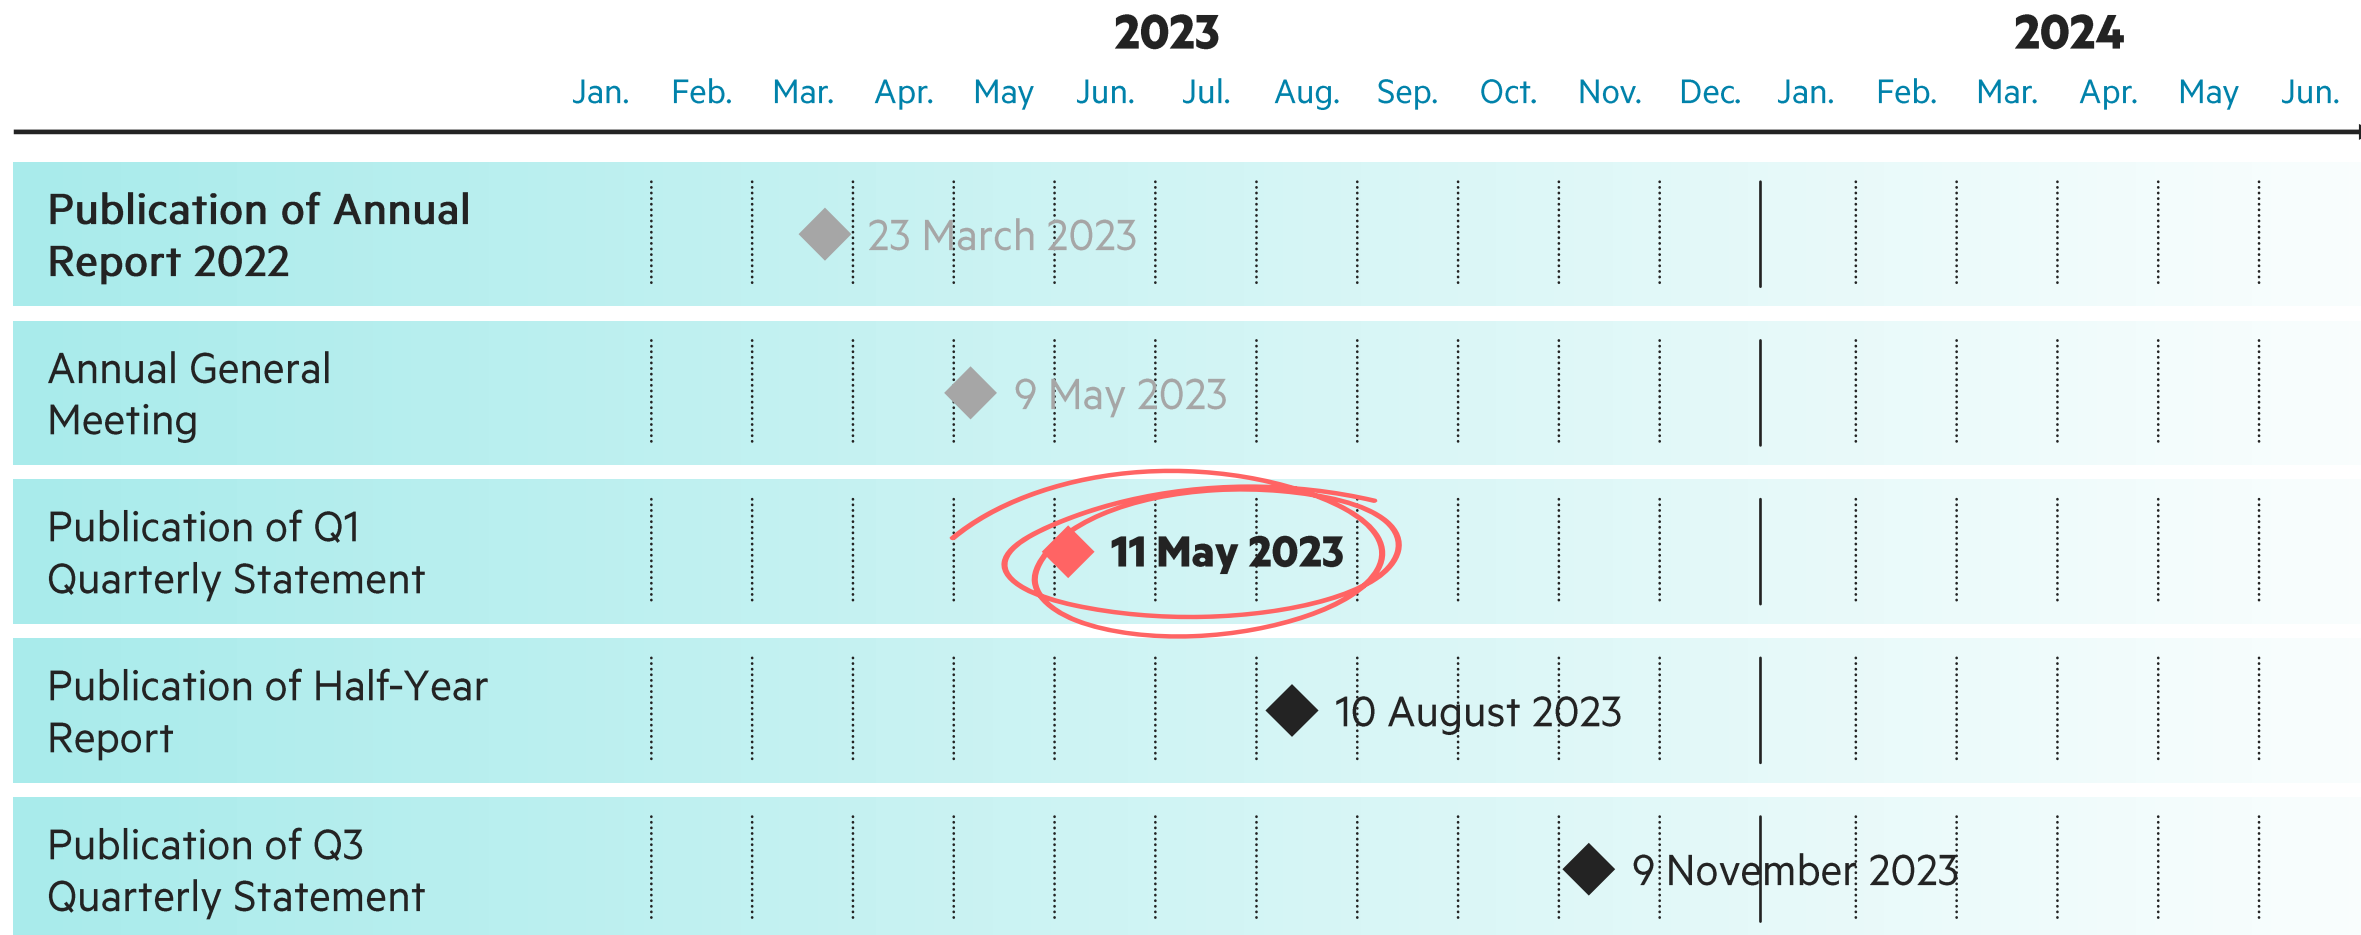 2023 2024
Jan. Feb. Mar. Apr. May Jun. Jul. Aug. Sep. Oct. Nov. Dec. Jan. Feb. Mar. Apr. May Jun.
Publication of Annual
Report 2022
23 March 2023
Annual General
Meeting
9 May 2023
Publication of Q1
Quarterly Statement
11 May 2023
Publication of Half-Year
Report
10 August 2023
Publication of Q3
Quarterly Statement
9 November 2023